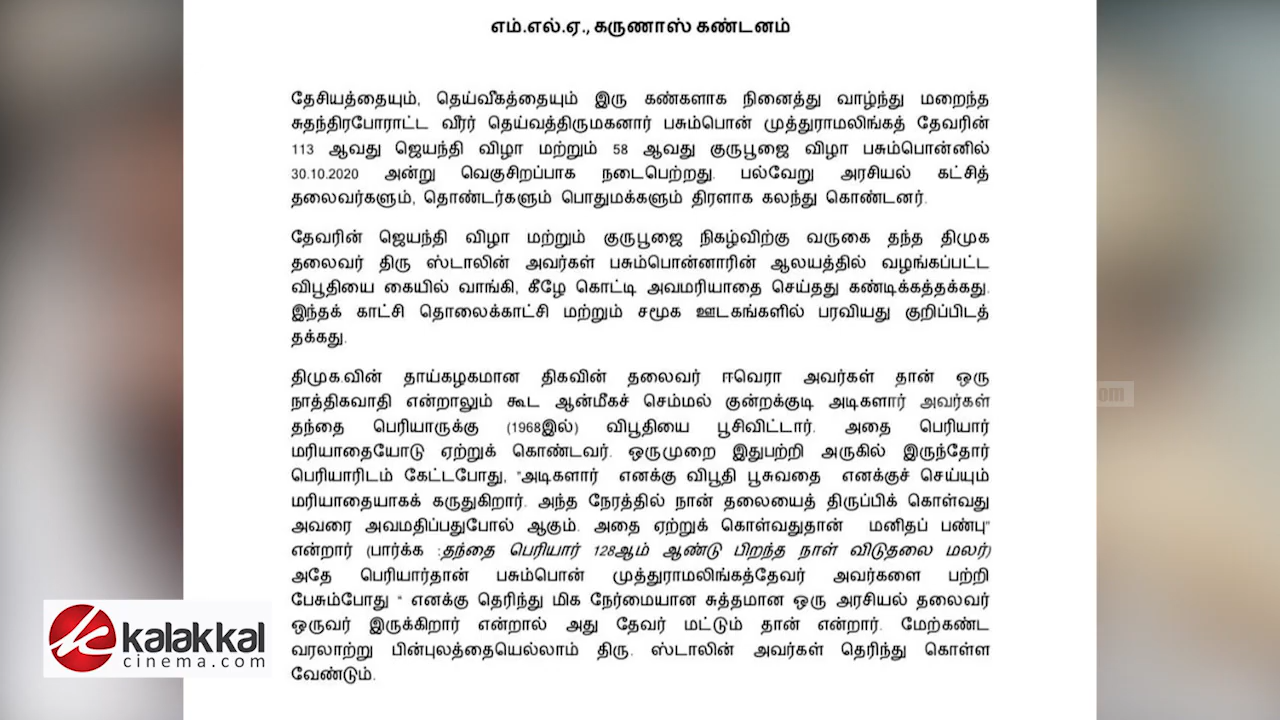 எம்.எல்.ஏ., கருணாஸ் கண்டனம்
தேசியத்தையும், தெய்வீகத்தையும் இரு கண்களாக நினைத்து வாழ்ந்து மறைந்த
சுதந்திரபோராட்ட வீரர் தெய்வத்திருமகனார் பசும்பொன் முத்துராமலிங்கத் தேவரின்
113 ஆவது ஜெயந்தி விழா மற்றும் 58 ஆவது குருபூஜை விழா பசும்பொன்னில்
30.10.2020 அன்று வெகுசிறப்பாக நடைபெற்றது. பல்வேறு அரசியல் கட்சித்
தலைவர்களும், தொண்டர்களும் பொதுமக்களும் திரளாக கலந்து கொண்டனர்.
தேவரின் ஜெயந்தி விழா மற்றும் குருபூஜை நிகழ்விற்கு வருகை தந்த திமுக
தலைவர் திரு ஸ்டாலின் அவர்கள் பசும்பொன்னாரின் ஆலயத்தில் வழங்கப்பட்ட
விபூதியை கையில் வாங்கி, கீழே கொட்டி அவமரியாதை செய்தது கண்டிக்கத்தக்கது.
இந்தக் காட்சி தொலைக்காட்சி மற்றும் சமூக ஊடகங்களில் பரவியது குறிப்பிடத்
தக்கது.
திமுக.வின் தாய்கழகமான திகவின் தலைவர் ஈவெரா அவர்கள் தான் ஒரு
நாத்திகவாதி என்றாலும் கூட ஆன்மீகச் செம்மல் குன்றக்குடி அடிகளார் அவர்கள்
தந்தை பெரியாருக்கு (1968இல்) விபூதியை பூசிவிட்டார். அதை பெரியார்
மரியாதையோடு ஏற்றுக் கொண்டவர். ஒருமுறை இதுபற்றி அருகில் இருந்தோர்
பெரியாரிடம் கேட்டபோது, "அடிகளார் எனக்கு விபூதி பூசுவதை எனக்குச் செய்யும்
மரியாதையாகக் கருதுகிறார். அந்த நேரத்தில் நான் தலையைத் திருப்பிக் கொள்வது
அவரை அவமதிப்பதுபோல் ஆகும். அதை ஏற்றுக் கொள்வதுதான் மனிதப் பண்பு"
என்றார் (பார்க்க :தந்தை பெரியார் 128ஆம் ஆண்டு பிறந்த நாள் விடுதலை மலர்)
அதே பெரியார்தான் பசும்பொன் முத்துராமலிங்கத்தேவர் அவர்களை பற்றி
பேசும்போது " எனக்கு தெரிந்து மிக நேர்மையான சுத்தமான ஒரு அரசியல் தலைவர்
ஒருவர் இருக்கிறார் என்றால் அது தேவர் மட்டும் தான் என்றார். மேற்கண்ட
வரலாற்று பின்புலத்தையெல்லாம் திரு. ஸ்டாலின் அவர்கள் தெரிந்து கொள்ள
வேண்டும்.
kalakkal
cinema.com